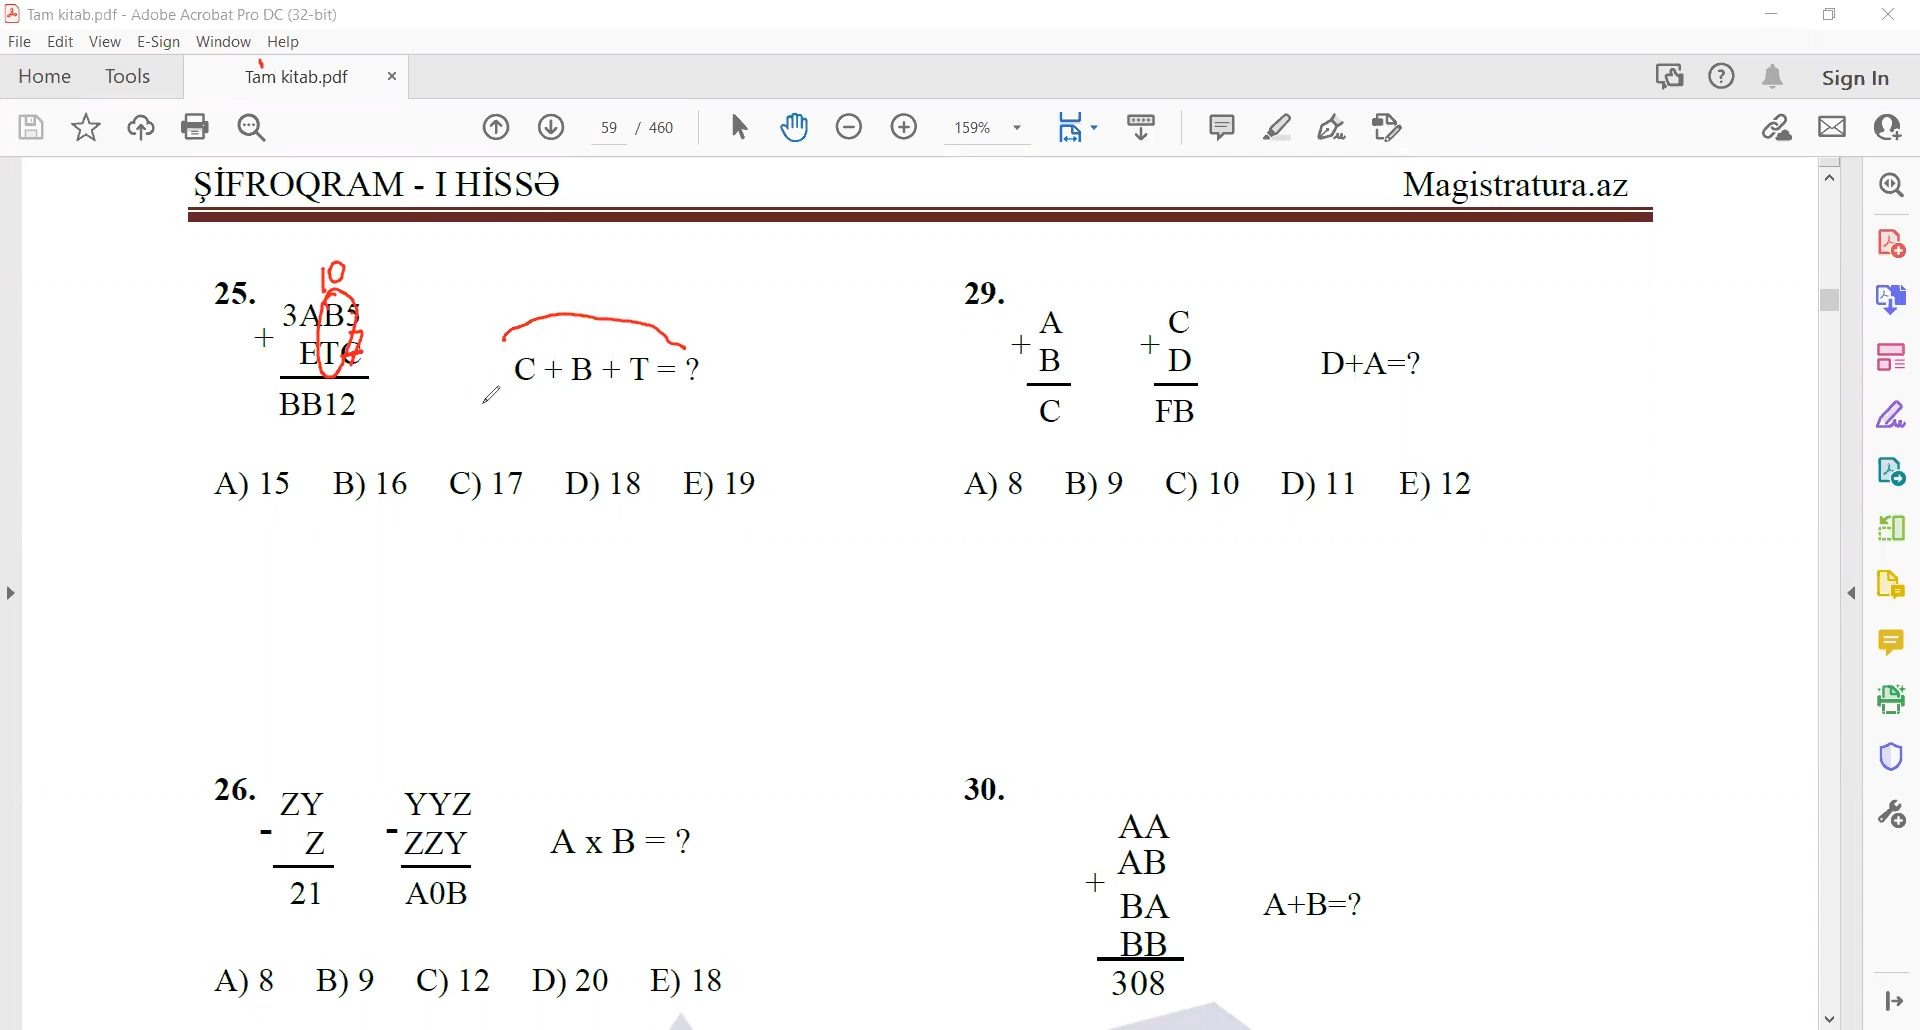 Tam kitab.pdf - Adobe Acrobat Pro DC (32-bit)
File Edit View E-Sign Window Help
Home Tools Tam kitab.pdf Sign In
59 / 460 159%
ŞİFROQRAM - I HİSSƏ Magistratura.az
10
25.
3AB5
+
ETC 7
BB12
C + B + T = ?
A) 15 B) 16 C) 17 D) 18 E) 19
29.
A C
+ +
B D
C FB
D+A=?
A) 8 B) 9 C) 10 D) 11 E) 12
26.
ZY YYZ
- -
Z ZZY
21 A0B
A x B = ?
A) 8 B) 9 C) 12 D) 20 E) 18
30.
AA
AB
+
BA
BB
308
A+B=?